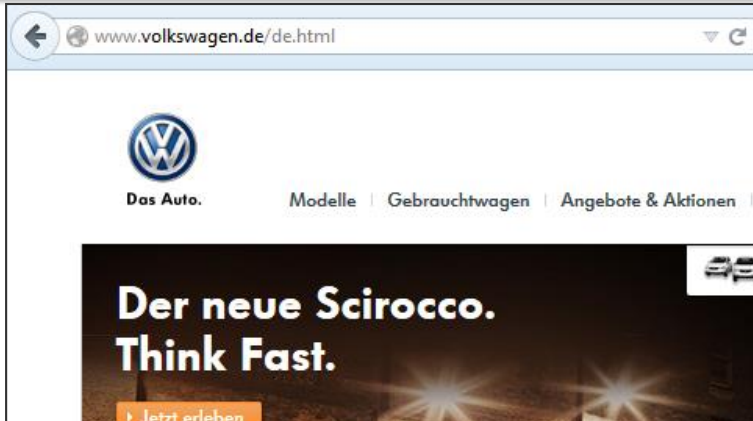 www.volkswagen.de/de.html
Das Auto.
Modelle | Gebrauchtwagen | Angebote & Aktionen
Der neue Scirocco.
Think Fast.
Jetzt erleben